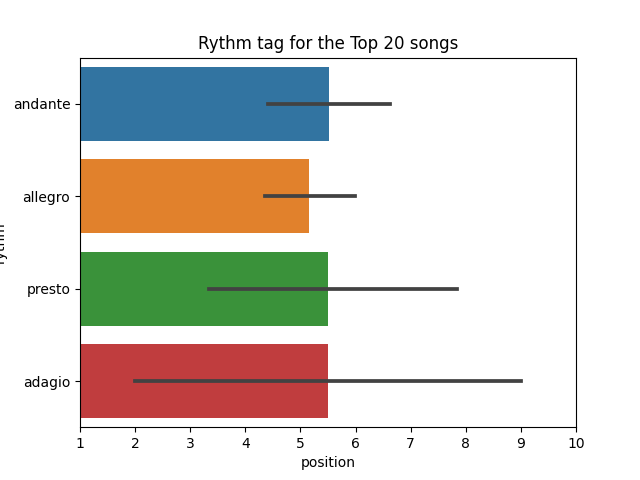 Rythm tag for the Top 20 songs
andante
allegro
presto
adagio
1 2 3 4 5 6 7 8 9 10
position